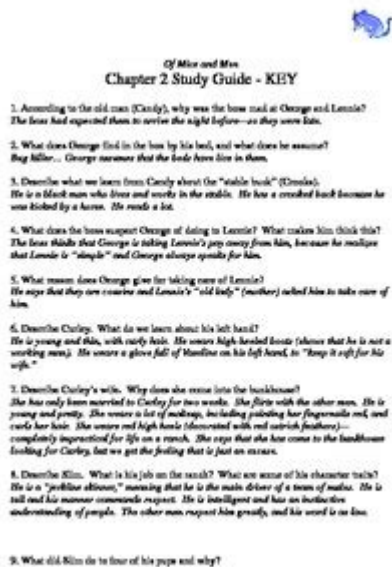 Of Mice and Men
Chapter 2 Study Guide - KEY
1. According to the old man (Candy), why was the boss mad at George and Lennie?
The boss had expected them to arrive the night before—so they were late.
2. What does George find in the box by his bed, and what does he assume?
Bug killer... George assumes that the beds have lice in them.
3. Describe what we learn from Candy about the "stable buck" (Crooks).
He is a black man who lives and works in the stable. He has a crooked back because he
was kicked by a horse. He reads a lot.
4. What does the boss suspect George of doing to Lennie? What makes him think this?
The boss thinks that George is taking Lennie's pay away from him, because he realizes
that Lennie is "simple" and George always speaks for him.
5. What reason does George give for taking care of Lennie?
He says that they are cousins and Lennie's "old lady" (mother) asked him to take care of
him.
6. Describe Curley. What do we learn about his left hand?
He is young and thin, with curly hair. He wears high-heeled boots (shows that he is not a
working man). He wears a glove full of Vaseline on his left hand, to "keep it soft for his
wife."
7. Describe Curley's wife. Why does she come into the bunkhouse?
She has only been married to Curley for two weeks. She flirts with the other men. He is
young and pretty. She wears a lot of makeup, including painting her fingernails red, and
curls her hair. She wears red high heels (decorated with red ostrich feathers)—
completely impractical for life on a ranch. She says that she has come to the bunkhouse
looking for Curley, but we get the feeling that is just an excuse.
8. Describe Slim. What is his job on the ranch? What are some of his character traits?
He is a "jerkline skinner," meaning that he is the main driver of a team of mules. He is
tall and his manner commands respect. He is intelligent and has an instinctive
understanding of people. The other men respect him greatly, and his word is as law.
9. What did Slim do to four of his pups and why?